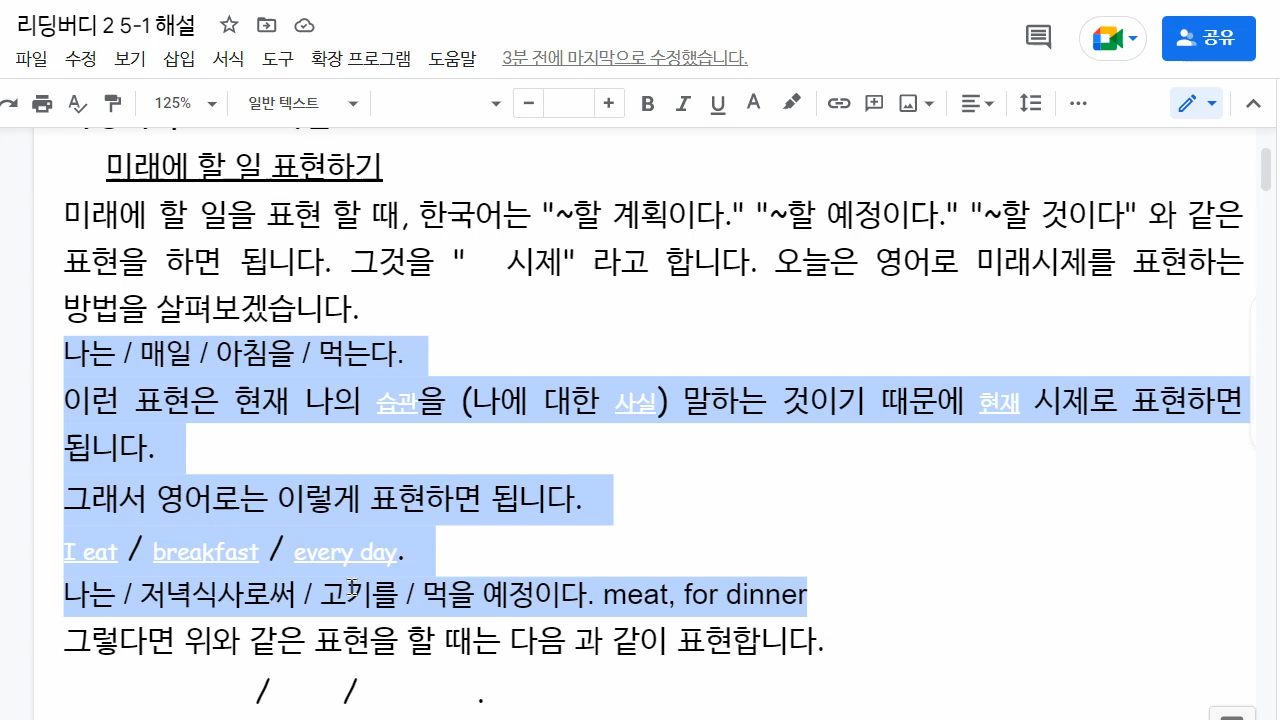 리딩버디 2 5-1 해설
파일 수정 보기 삽입 서식 도구 확장 프로그램 도움말 3분 전에 마지막으로 수정했습니다.
공유
125% 일반 텍스트 B I U A
미래에 할 일 표현하기
미래에 할 일을 표현 할 때, 한국어는 "~할 계획이다." "~할 예정이다." "~할 것이다" 와 같은
표현을 하면 됩니다. 그것을 " 시제" 라고 합니다. 오늘은 영어로 미래시제를 표현하는
방법을 살펴보겠습니다.
나는 / 매일 / 아침을 / 먹는다.
이런 표현은 현재 나의 습관을 (나에 대한 사실) 말하는 것이기 때문에 현재 시제로 표현하면
됩니다.
그래서 영어로는 이렇게 표현하면 됩니다.
I eat / breakfast / every day.
나는 / 저녁식사로써 / 고기를 / 먹을 예정이다. meat, for dinner
그렇다면 위와 같은 표현을 할 때는 다음 과 같이 표현합니다.
/ / .